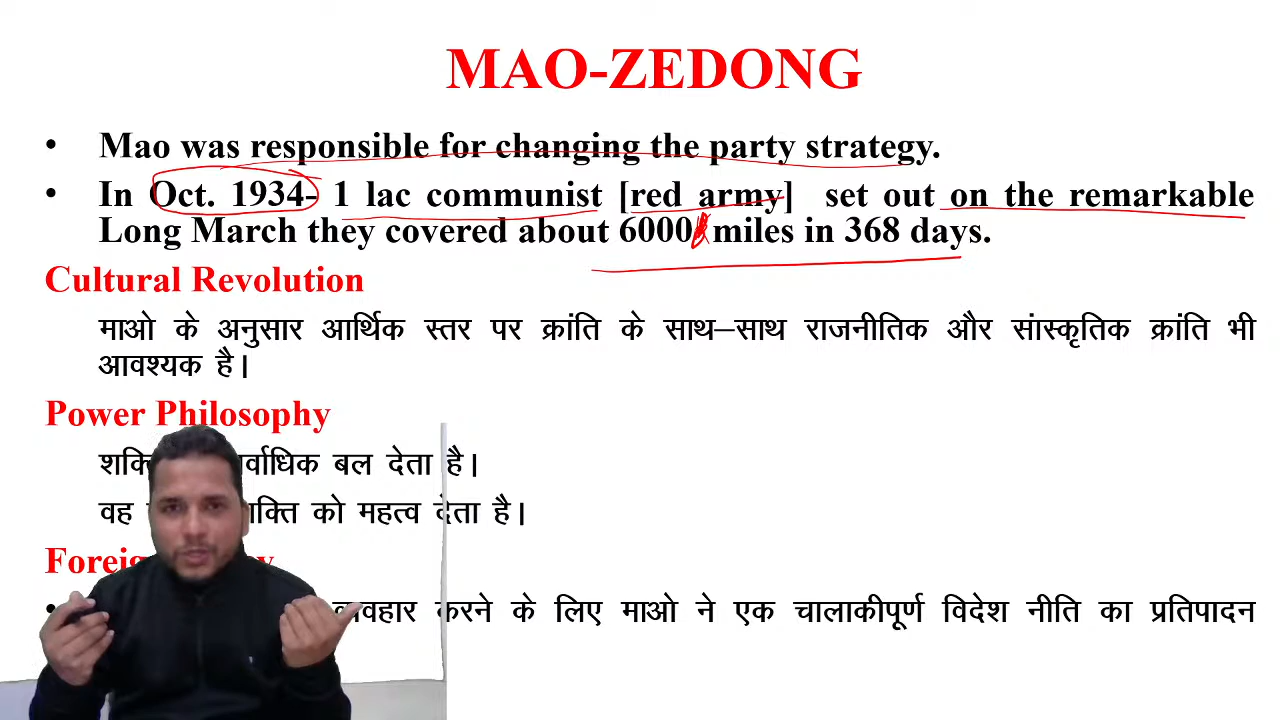 MAO-ZEDONG
• Mao was responsible for changing the party strategy.
• In Oct. 1934- 1 lac communist [red army] set out on the remarkable
Long March they covered about 6000 miles in 368 days.
Cultural Revolution
माओ के अनुसार आर्थिक स्तर पर क्रांति के साथ–साथ राजनीतिक और सांस्कृतिक क्रांति भी
आवश्यक है।
Power Philosophy
बल देता है।
वह को महत्व देता है।
व्यवहार करने के लिए माओ ने एक चालाकीपूर्ण विदेश नीति का प्रतिपादन